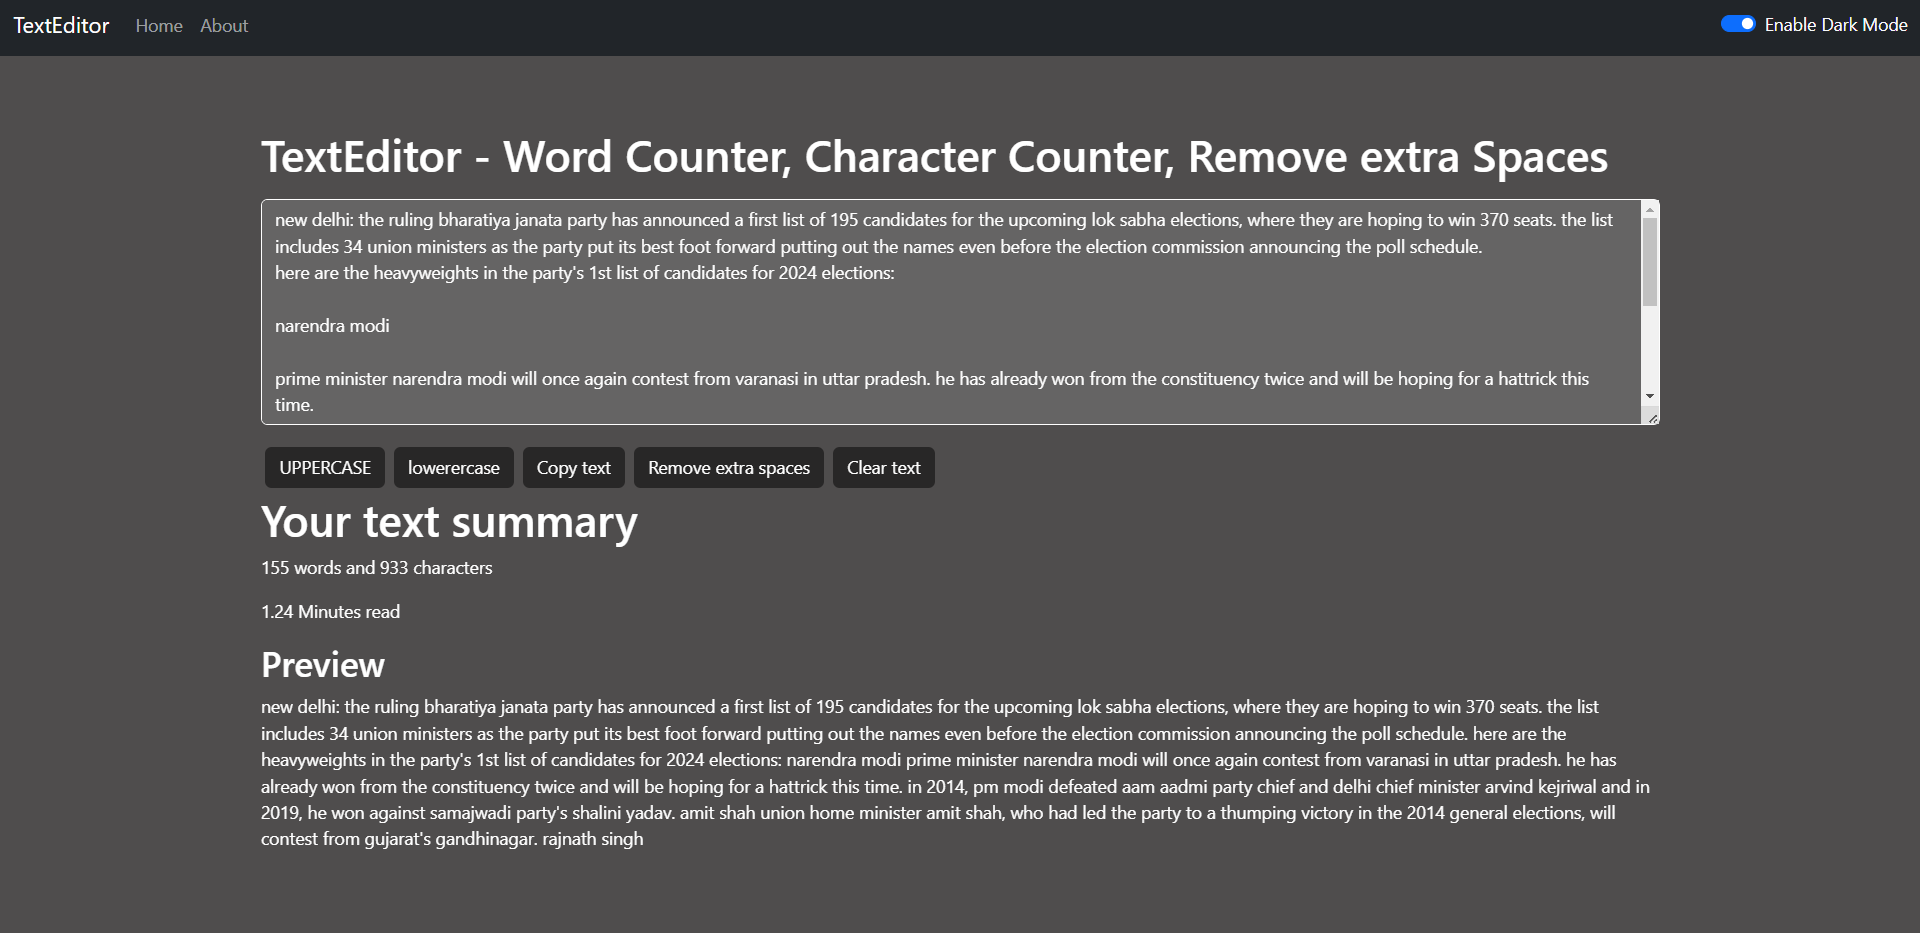 TextEditor Home About Enable Dark Mode
TextEditor - Word Counter, Character Counter, Remove extra Spaces
new delhi: the ruling bharatiya janata party has announced a first list of 195 candidates for the upcoming lok sabha elections, where they are hoping to win 370 seats. the list
includes 34 union ministers as the party put its best foot forward putting out the names even before the election commission announcing the poll schedule.
here are the heavyweights in the party's 1st list of candidates for 2024 elections:
narendra modi
prime minister narendra modi will once again contest from varanasi in uttar pradesh. he has already won from the constituency twice and will be hoping for a hattrick this
time.
UPPERCASE lowerercase Copy text Remove extra spaces Clear text
Your text summary
155 words and 933 characters
1.24 Minutes read
Preview
new delhi: the ruling bharatiya janata party has announced a first list of 195 candidates for the upcoming lok sabha elections, where they are hoping to win 370 seats. the list
includes 34 union ministers as the party put its best foot forward putting out the names even before the election commission announcing the poll schedule. here are the
heavyweights in the party's 1st list of candidates for 2024 elections: narendra modi prime minister narendra modi will once again contest from varanasi in uttar pradesh. he has
already won from the constituency twice and will be hoping for a hattrick this time. in 2014, pm modi defeated aam aadmi party chief and delhi chief minister arvind kejriwal and in
2019, he won against samajwadi party's shalini yadav. amit shah union home minister amit shah, who had led the party to a thumping victory in the 2014 general elections, will
contest from gujarat's gandhinagar. rajnath singh